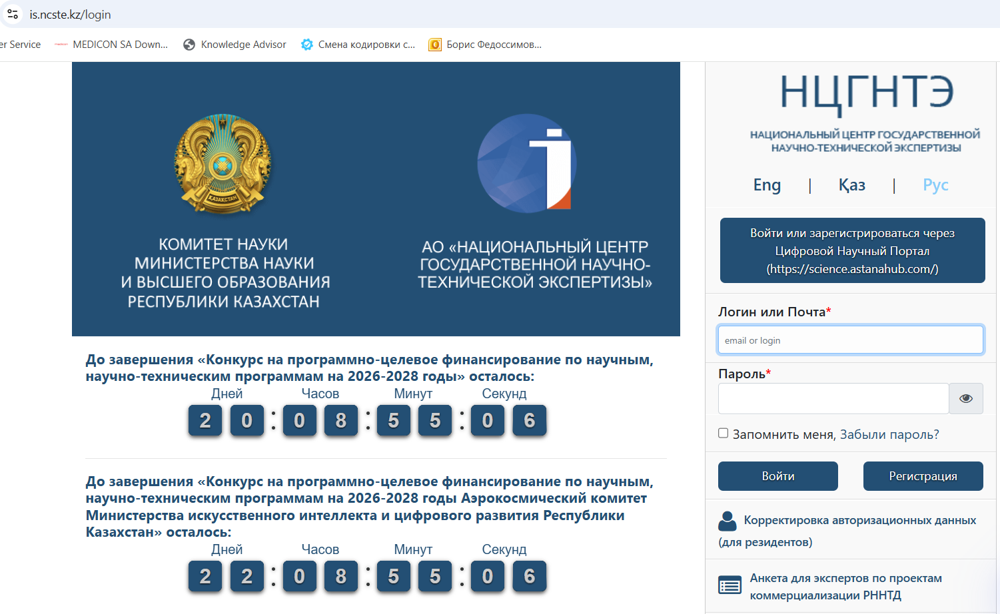 is.ncste.kz/login
er Service
MEDICON SA Down...
Knowledge Advisor
Смена кодировки с...
Борис Федоссимов...
ҚАЗАҚСТАН
КОМИТЕТ НАУКИ
МИНИСТЕРСТВА НАУКИ
И ВЫСШЕГО ОБРАЗОВАНИЯ
РЕСПУБЛИКИ КАЗАХСТАН
АО «НАЦИОНАЛЬНЫЙ ЦЕНТР
ГОСУДАРСТВЕННОЙ НАУЧНО-
ТЕХНИЧЕСКОЙ ЭКСПЕРТИЗЫ»
До завершения «Конкурс на программно-целевое финансирование по научным,
научно-техническим программам на 2026-2028 годы» осталось:
Дней Часов Минут Секунд
2 0 : 0 8 : 5 5 : 0 6
До завершения «Конкурс на программно-целевое финансирование по научным,
научно-техническим программам на 2026-2028 годы Аэрокосмический комитет
Министерства искусственного интеллекта и цифрового развития Республики
Казахстан» осталось:
Дней Часов Минут Секунд
2 2 : 0 8 : 5 5 : 0 6
НЦГНТЭ
НАЦИОНАЛЬНЫЙ ЦЕНТР ГОСУДАРСТВЕННОЙ
НАУЧНО-ТЕХНИЧЕСКОЙ ЭКСПЕРТИЗЫ
Eng | Қаз | Рус
Войти или зарегистрироваться через
Цифровой Научный Портал
(https://science.astanahub.com/)
Логин или Почта*
email or login
Пароль*
Запомнить меня, Забыли пароль?
Войти
Регистрация
Корректировка авторизационных данных
(для резидентов)
Анкета для экспертов по проектам
коммерциализации РННТД